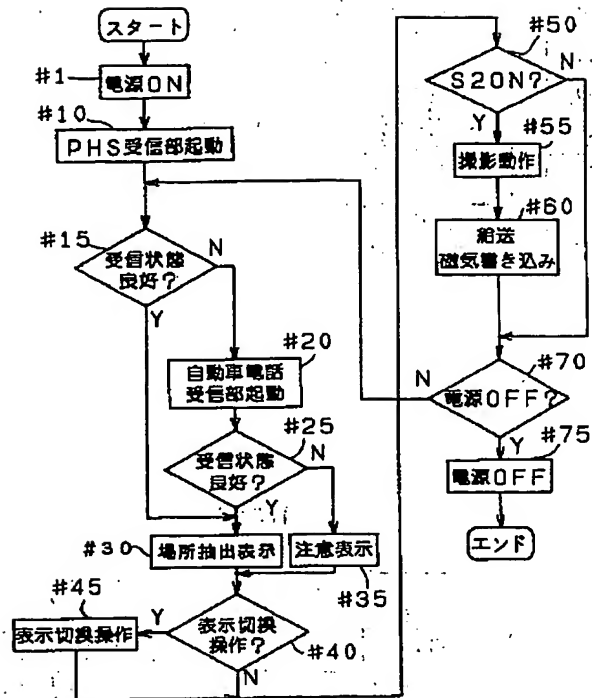 スタート
#1
電源ON
#10
PHS受信部起動
#15
受信状態
良好?
N
Y
#20
自動車電話
受信部起動
#25
受信状態
良好?
N
Y
#30
場所抽出表示
注意表示
#35
#45
表示切換操作
Y
表示切換
操作?
#40
N
#50
S2ON?
N
Y
#55
撮影動作
#60
給送
磁気書き込み
#70
N
電源OFF?
Y
#75
電源OFF
エンド